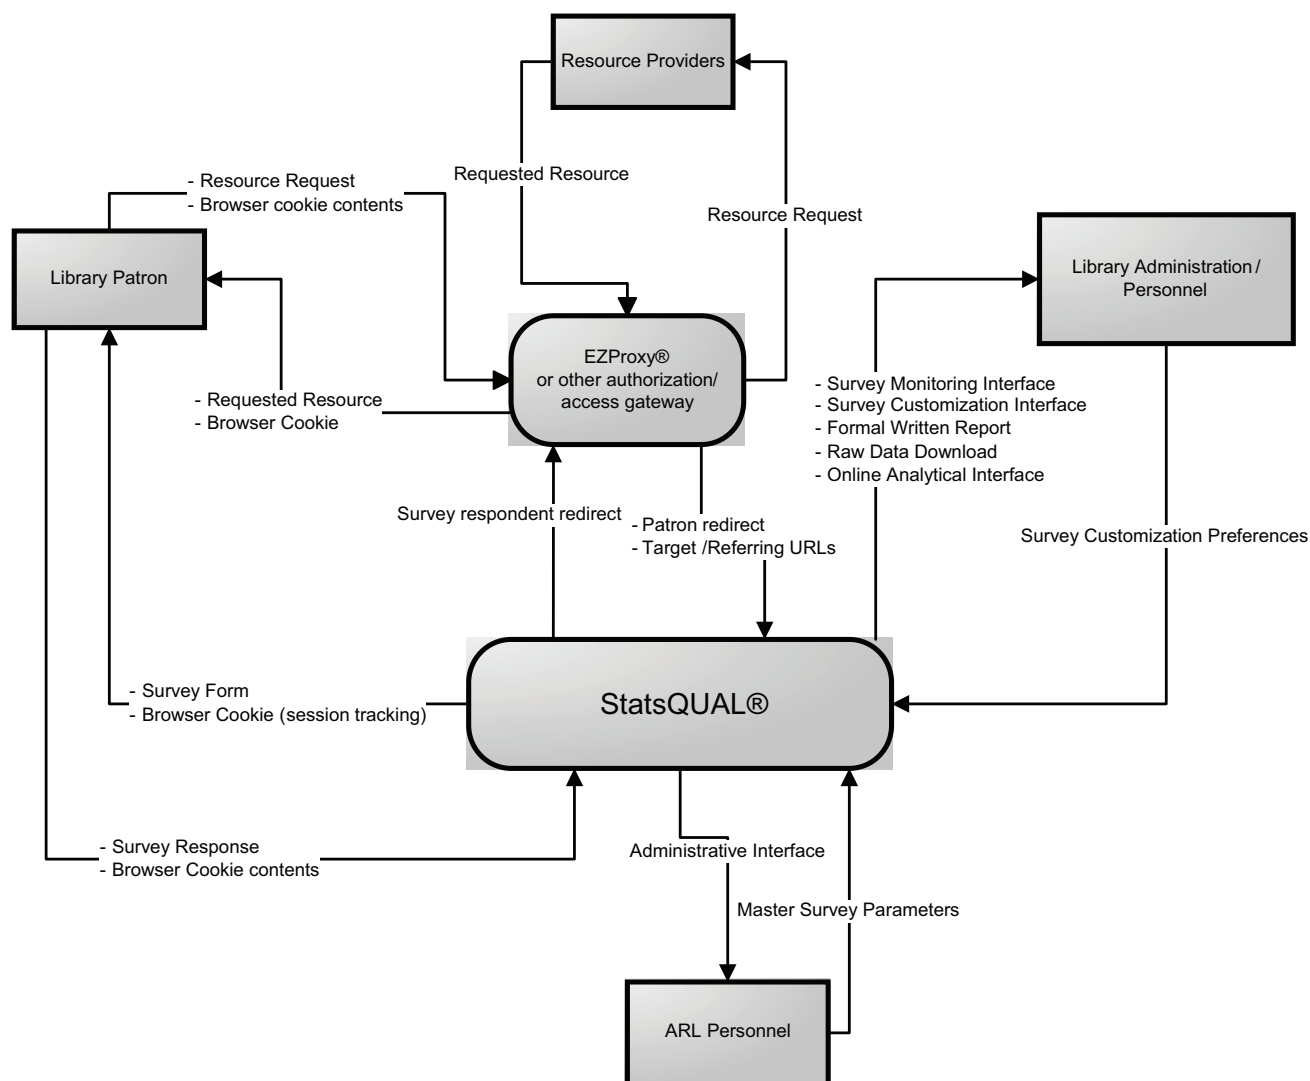 Resource Providers
Requested Resource
- Resource Request
- Browser cookie contents
Resource Request
Library Patron
Library Administration /
Personnel
EZProxy®
or other authorization/
access gateway
- Requested Resource
- Browser Cookie
- Survey Monitoring Interface
- Survey Customization Interface
- Formal Written Report
- Raw Data Download
- Online Analytical Interface
Survey respondent redirect
- Patron redirect
- Target /Referring URLs
Survey Customization Preferences
StatsQUAL®
- Survey Form
- Browser Cookie (session tracking)
- Survey Response
- Browser Cookie contents
Administrative Interface
Master Survey Parameters
ARL Personnel